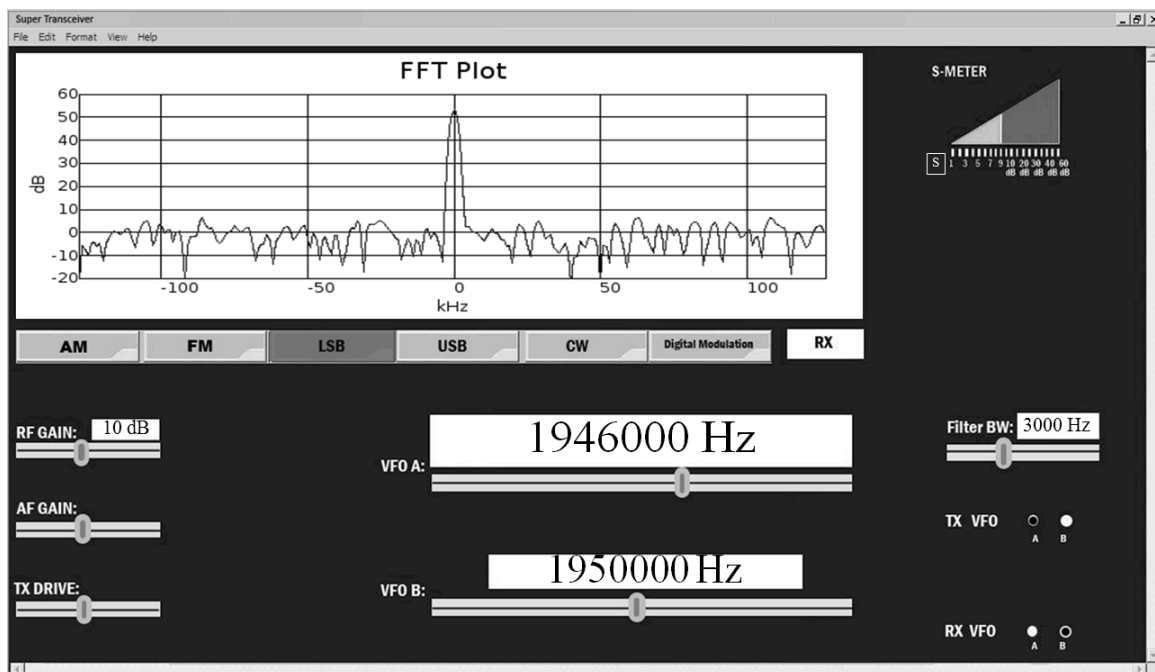 Super Transceiver
File Edit Format View Help
FFT Plot
S-METER
60
50
40
30
20
10
0
-10
-20
dB
-100 -50 0 50 100
kHz
S 1 3 5 7 9 10 20 30 40 60
dB dB dB dB dB
AM FM LSB USB CW Digital Modulation RX
RF GAIN: 10 dB
VFO A: 1946000 Hz
Filter BW: 3000 Hz
AF GAIN:
TX VFO
A B
TX DRIVE:
VFO B: 1950000 Hz
RX VFO
A B